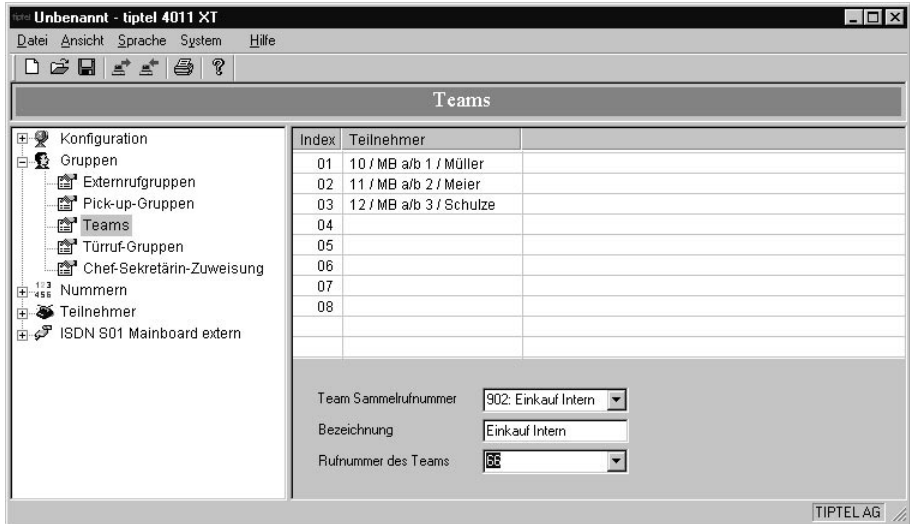 tiptel Unbenannt - tiptel 4011 XT
Datei Ansicht Sprache System Hilfe
Teams
Konfiguration
Gruppen
Externrufgruppen
Pick-up-Gruppen
Teams
Türruf-Gruppen
Chef-Sekretärin-Zuweisung
123 456 Nummern
Teilnehmer
ISDN S01 Mainboard extern
Index Teilnehmer
01 10 / MB a/b 1 / Müller
02 11 / MB a/b 2 / Meier
03 12 / MB a/b 3 / Schulze
04
05
06
07
08
Team Sammelrufnummer 902: Einkauf Intern
Bezeichnung Einkauf Intern
Rufnummer des Teams 66
TIPTEL AG